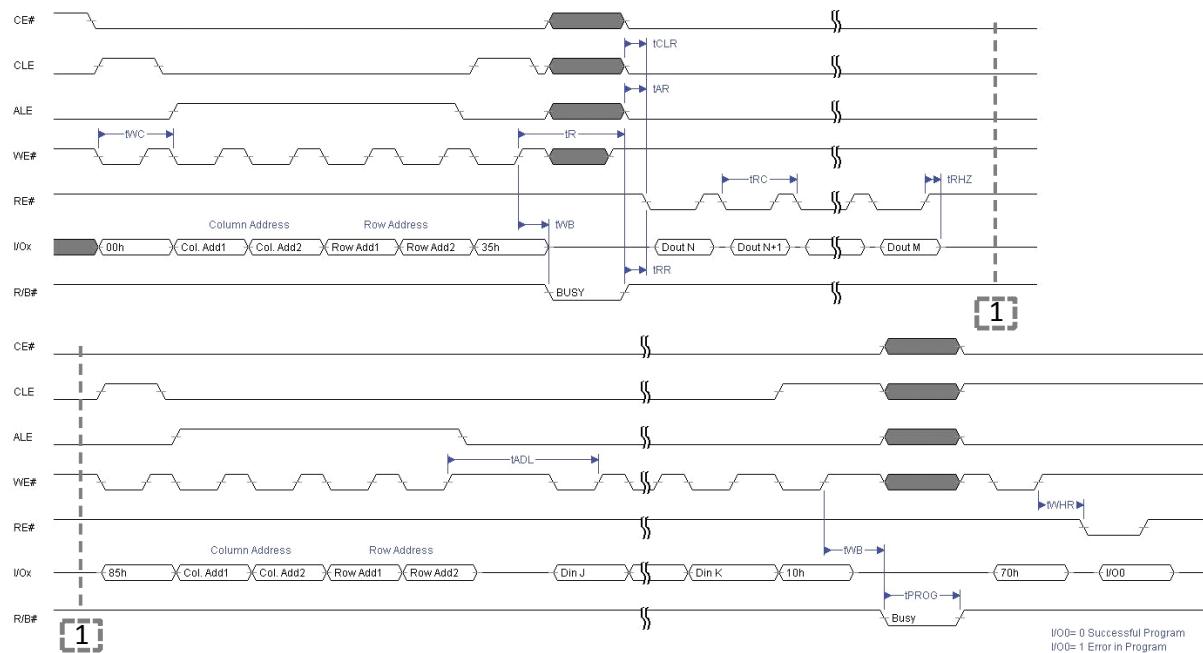 CE#
tCLR
CLE
tAR
ALE
tWC
tR
WE#
tRC
tRHZ
RE#
Column Address Row Address
tWB
I/Ox 00h Col. Add1 Col. Add2 Row Add1 Row Add2 35h Dout N Dout N+1 Dout M
tRR
R/B# BUSY
1
CE#
CLE
ALE
tADL
WE#
tWHR
RE#
Column Address Row Address
tWB
I/Ox 85h Col. Add1 Col. Add2 Row Add1 Row Add2 Din J Din K 10h 70h I/O0
tPROG
R/B# Busy
1
I/O0= 0 Successful Program
I/O0= 1 Error in Program